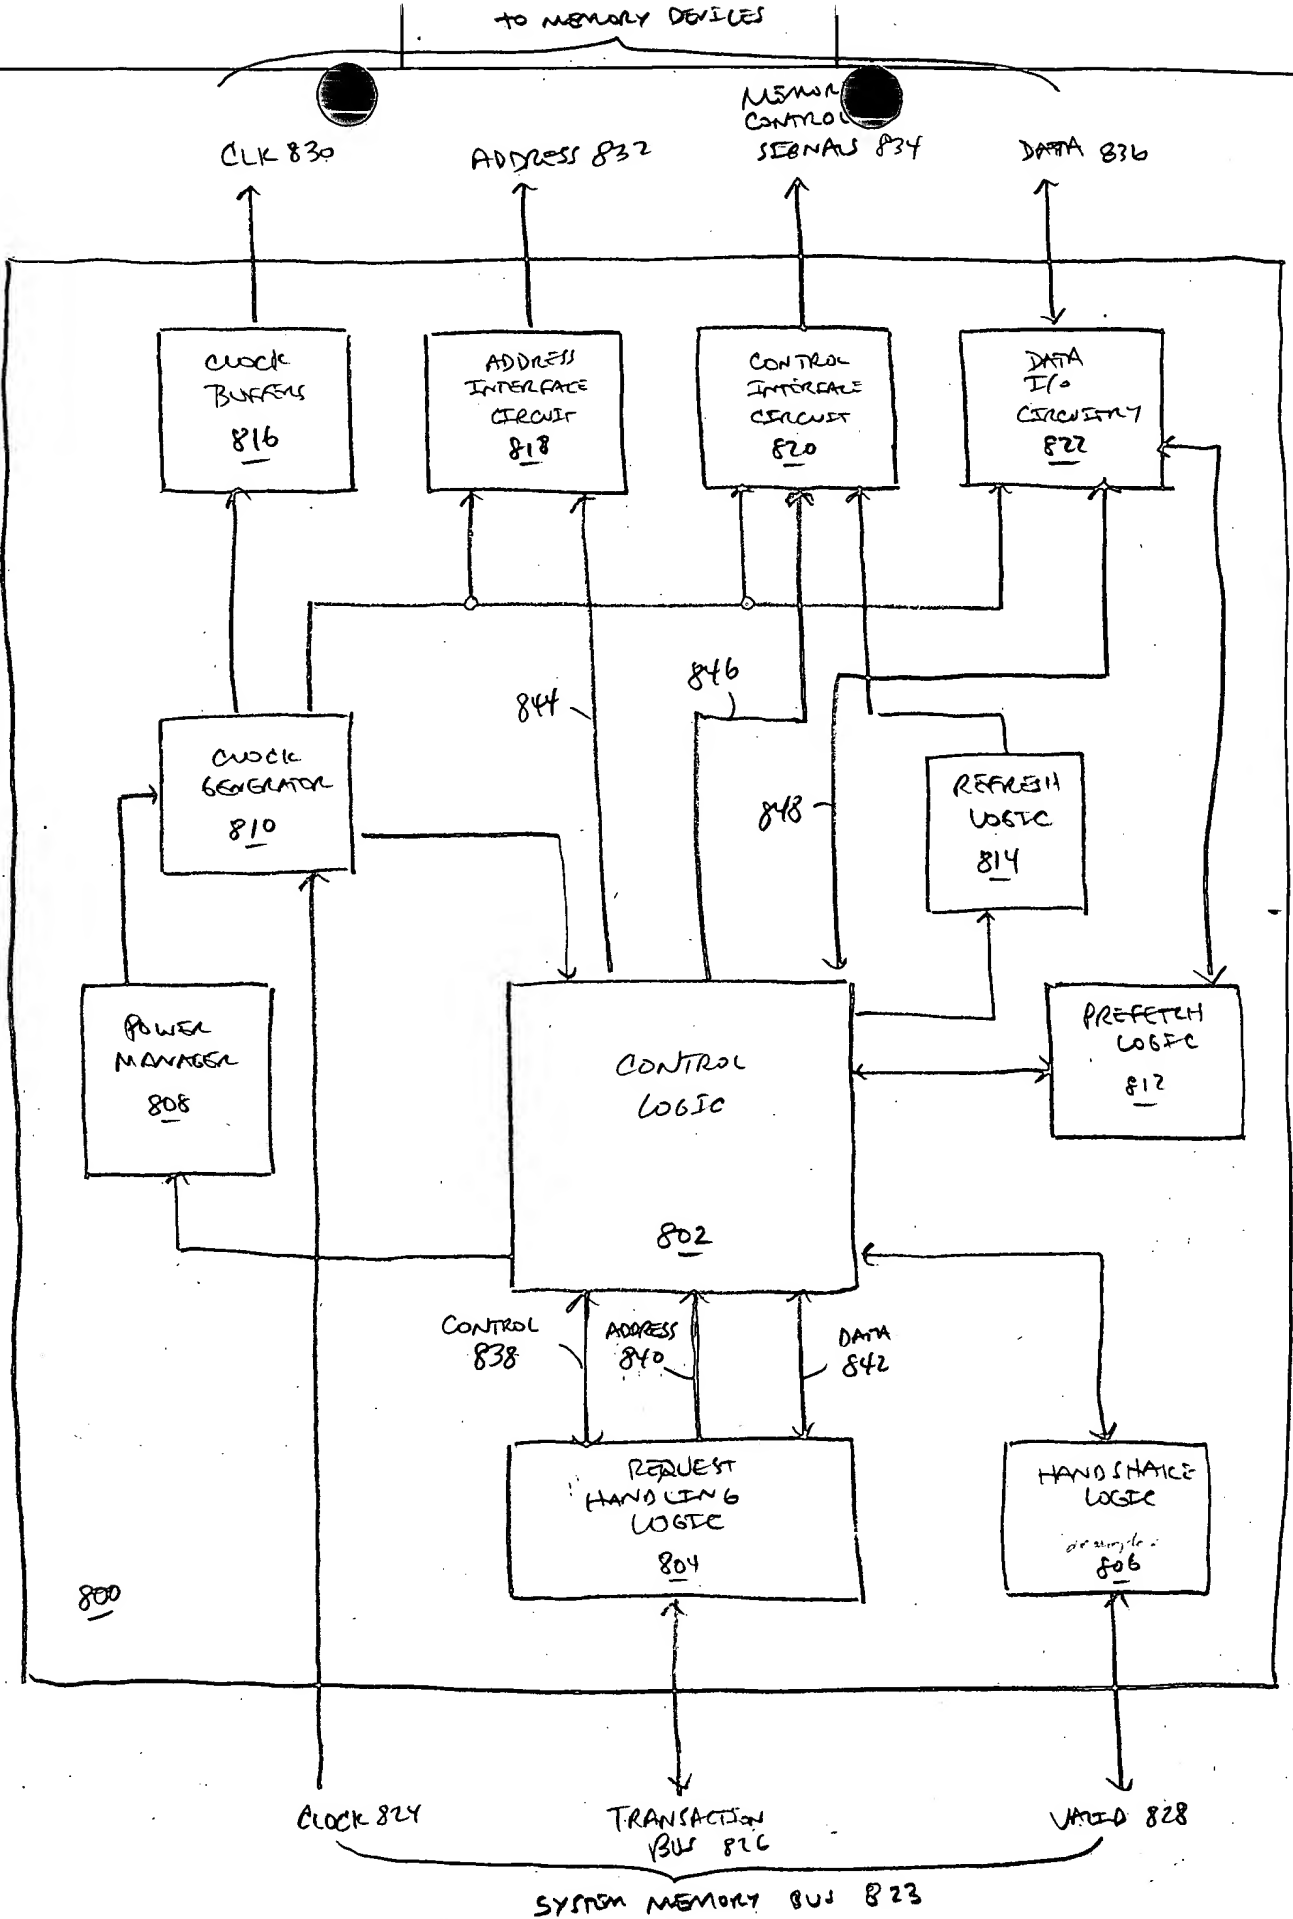 TO MEMORY DEVICES
CLK 830
ADDRESS 832
MEMOR
CONTROL
SIGNALS 834
DATA 836
CLOCK
BUFFERS
816
ADDRESS
INTERFACE
CIRCUIT
818
CONTROL
INTERFACE
CIRCUIT
820
DATA
I/O
CIRCUITRY
822
844
846
848
CLOCK
GENERATOR
810
REFRESH
LOGIC
814
POWER
MANAGER
808
CONTROL
LOGIC
802
PREFETCH
LOGIC
812
CONTROL
838
ADDRESS
840
DATA
842
REQUEST
HANDLING
LOGIC
804
HANDSHAKE
LOGIC
806
800
CLOCK 824
TRANSACTION
BUS 826
VALID 828
SYSTEM MEMORY BUS 823